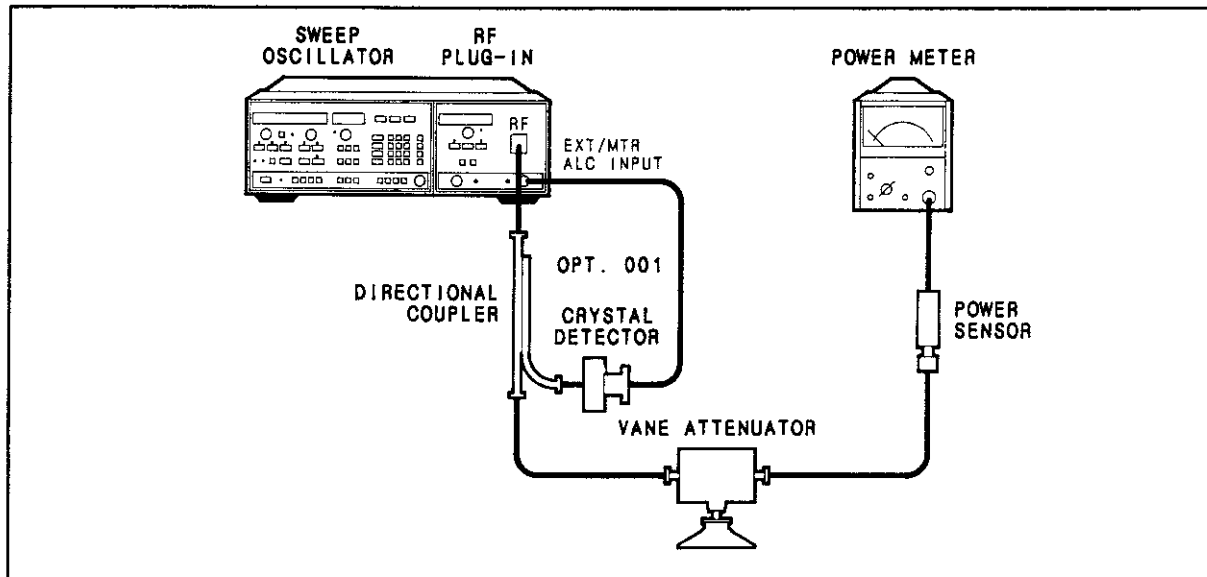 SWEEP
OSCILLATOR
RF
PLUG-IN
POWER METER
RF
EXT/MTR
ALC INPUT
OPT. 001
DIRECTIONAL
COUPLER
CRYSTAL
DETECTOR
POWER
SENSOR
VANE ATTENUATOR